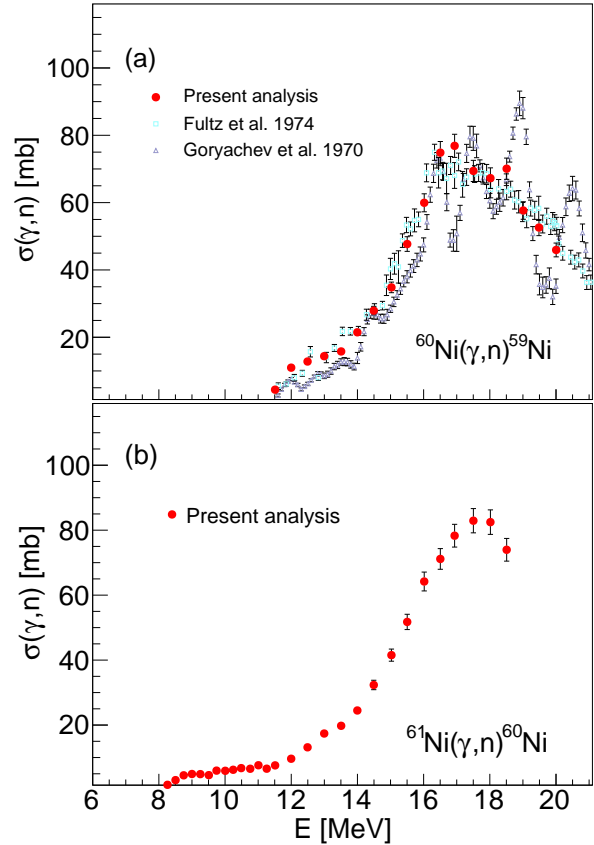 (a)
Present analysis
Fultz et al. 1974
Goryachev et al. 1970
100
80
60
40
20
σ(γ,n) [mb]
⁶⁰Ni(γ,n)⁵⁹Ni
(b)
Present analysis
100
80
60
40
20
σ(γ,n) [mb]
⁶¹Ni(γ,n)⁶⁰Ni
6 8 10 12 14 16 18 20
E [MeV]